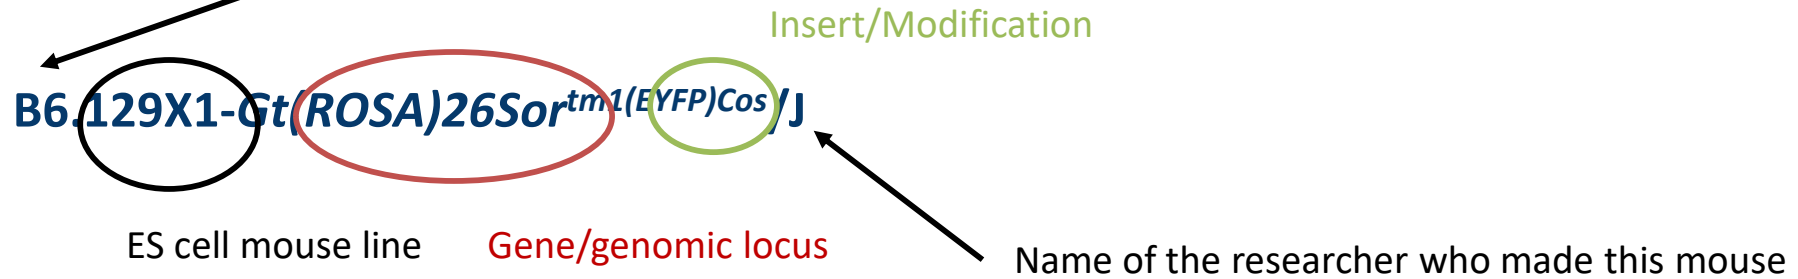 Insert/Modification
B6.129X1-Gt(ROSA)26Sortm1(EYFP)Cos/J
ES cell mouse line
Gene/genomic locus
Name of the researcher who made this mouse